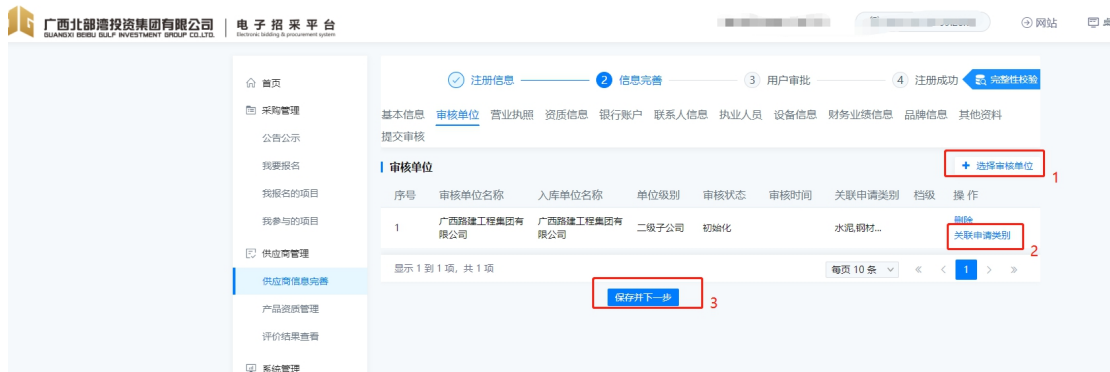 广西北部湾投资集团有限公司 电子招采平台
GUANGXI BEIBU GULF INVESTMENT GROUP CO.,LTD. Electronic bidding & procurement system
网站
首页
采购管理
公告公示
我要报名
我报名的项目
我参与的项目
供应商管理
供应商信息完善
产品资质管理
评价结果查看
系统管理
注册信息 2 信息完善 3 用户审批 4 注册成功 完整性校验
基本信息 审核单位 营业执照 资质信息 银行账户 联系人信息 执业人员 设备信息 财务业绩信息 品牌信息 其他资料
提交审核
审核单位 + 选择审核单位
1
序号 审核单位名称 入库单位名称 单位级别 审核状态 审核时间 关联申请类别 档级 操作
1 广西路建工程集团有限公司 广西路建工程集团有限公司 二级子公司 初始化 水泥,钢材... 删除
关联申请类别
2
显示 1 到 1 项，共 1 项 每页 10 条 « < 1 > »
保存并下一步 3